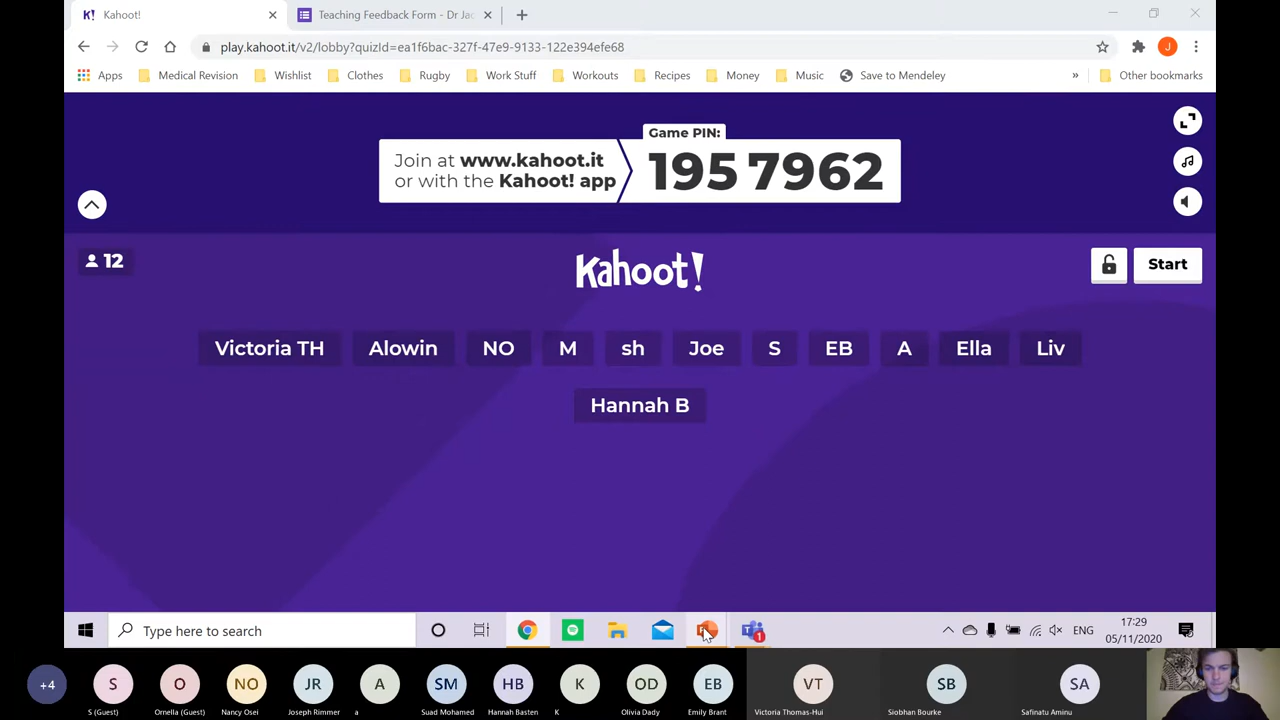 K! Kahoot!
Teaching Feedback Form - Dr Jac
play.kahoot.it/v2/lobby?quizId=ea1f6bac-327f-47e9-9133-122e394efe68
J
Apps Medical Revision Wishlist Clothes Rugby Work Stuff Workouts Recipes Money Music Save to Mendeley » Other bookmarks
Game PIN:
Join at www.kahoot.it
or with the Kahoot! app
195 7962
12
Kahoot!
Start
Victoria TH Alowin NO M sh Joe S EB A Ella Liv
Hannah B
Type here to search
1
ENG
17:29
05/11/2020
+4 S O NO JR A SM HB K OD EB VT SB SA
S (Guest) Ornella (Guest) Nancy Osei Joseph Rimmer a Suad Mohamed Hannah Basten K Olivia Dady Emily Brant Victoria Thomas-Hui Siobhan Bourke Safinatu Aminu